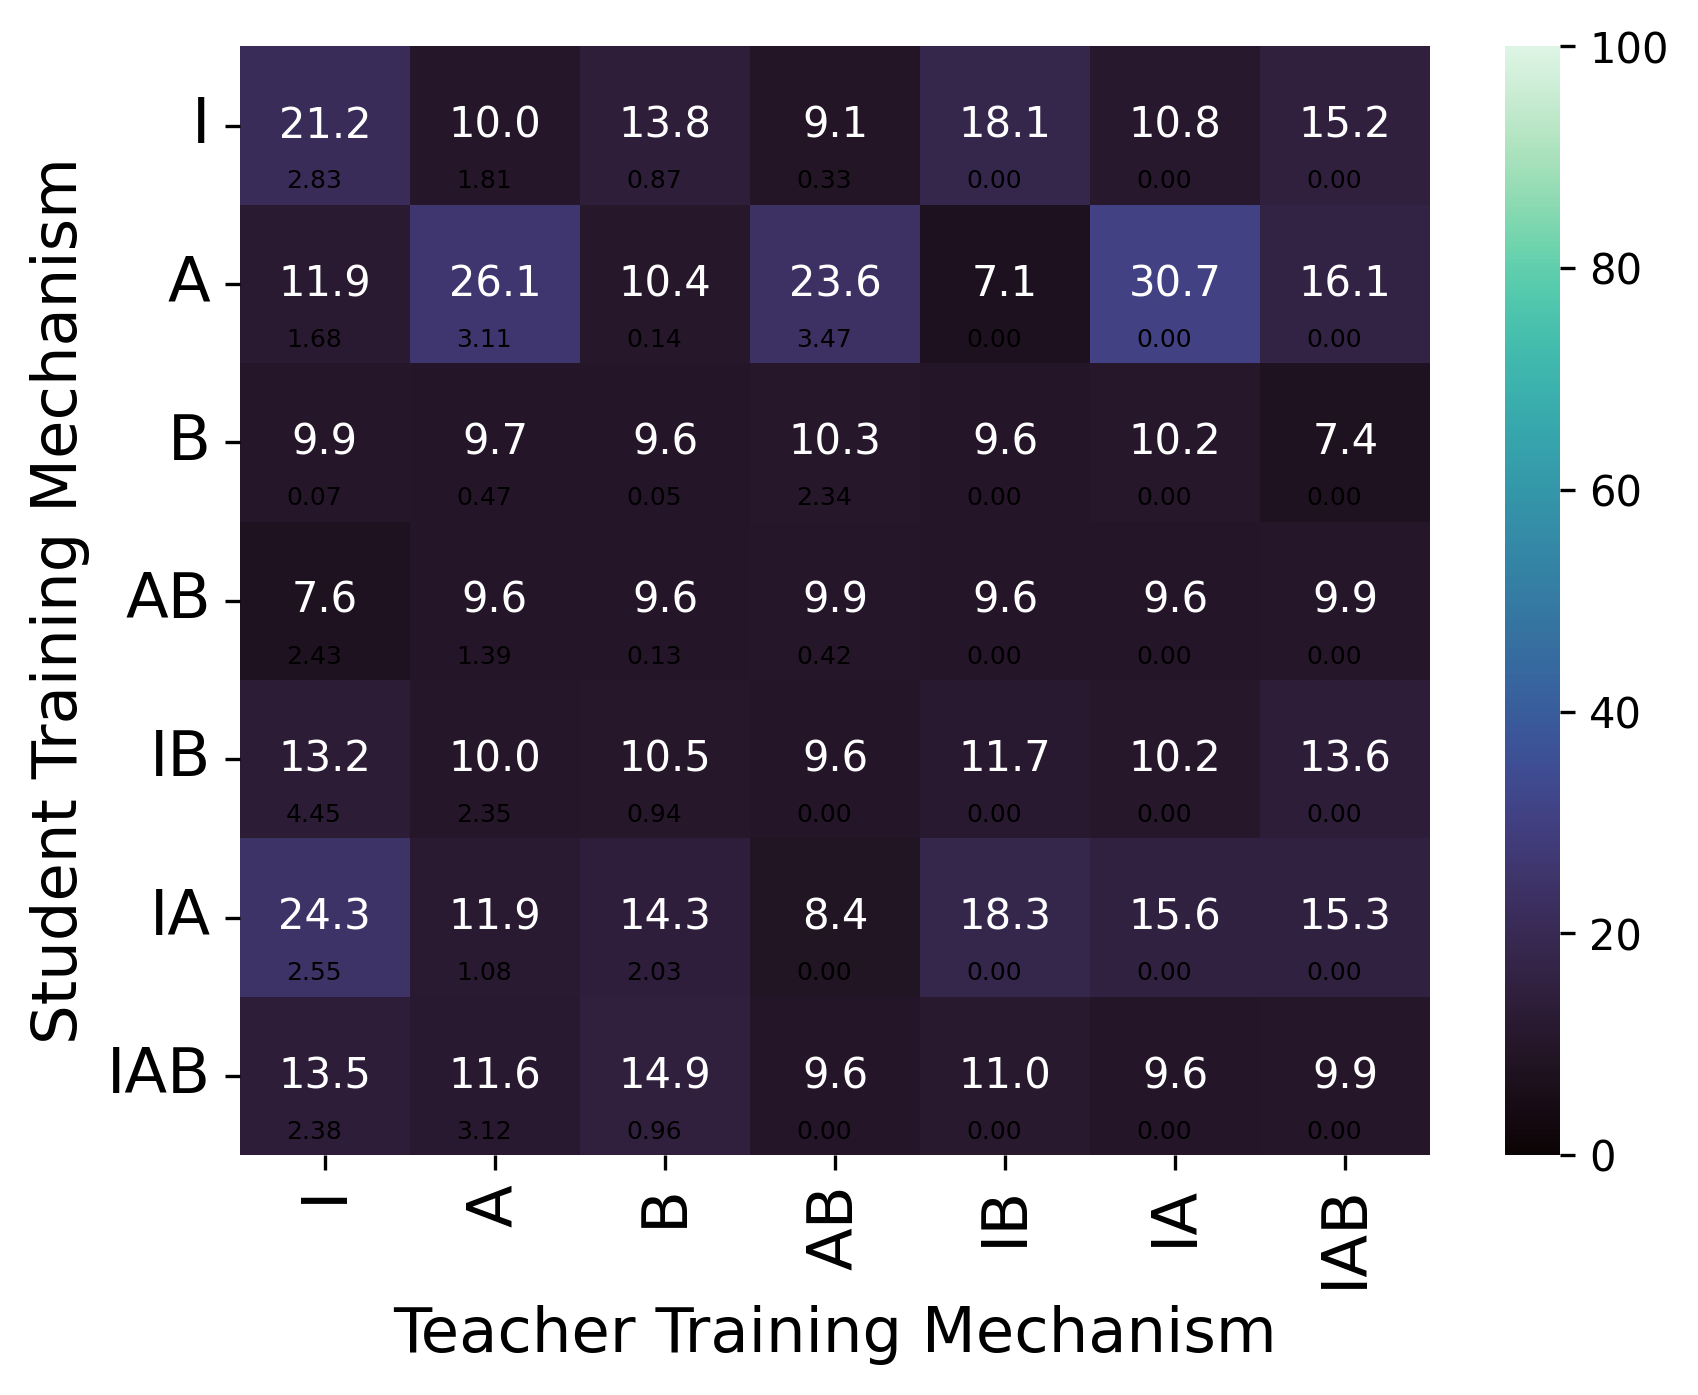 I 21.2 10.0 13.8 9.1 18.1 10.8 15.2
2.83 1.81 0.87 0.33 0.00 0.00 0.00
A 11.9 26.1 10.4 23.6 7.1 30.7 16.1
1.68 3.11 0.14 3.47 0.00 0.00 0.00
B 9.9 9.7 9.6 10.3 9.6 10.2 7.4
0.07 0.47 0.05 2.34 0.00 0.00 0.00
AB 7.6 9.6 9.6 9.9 9.6 9.6 9.9
2.43 1.39 0.13 0.42 0.00 0.00 0.00
IB 13.2 10.0 10.5 9.6 11.7 10.2 13.6
4.45 2.35 0.94 0.00 0.00 0.00 0.00
IA 24.3 11.9 14.3 8.4 18.3 15.6 15.3
2.55 1.08 2.03 0.00 0.00 0.00 0.00
IAB 13.5 11.6 14.9 9.6 11.0 9.6 9.9
2.38 3.12 0.96 0.00 0.00 0.00 0.00
I A B AB IB IA IAB
Teacher Training Mechanism
Student Training Mechanism
100
80
60
40
20
0